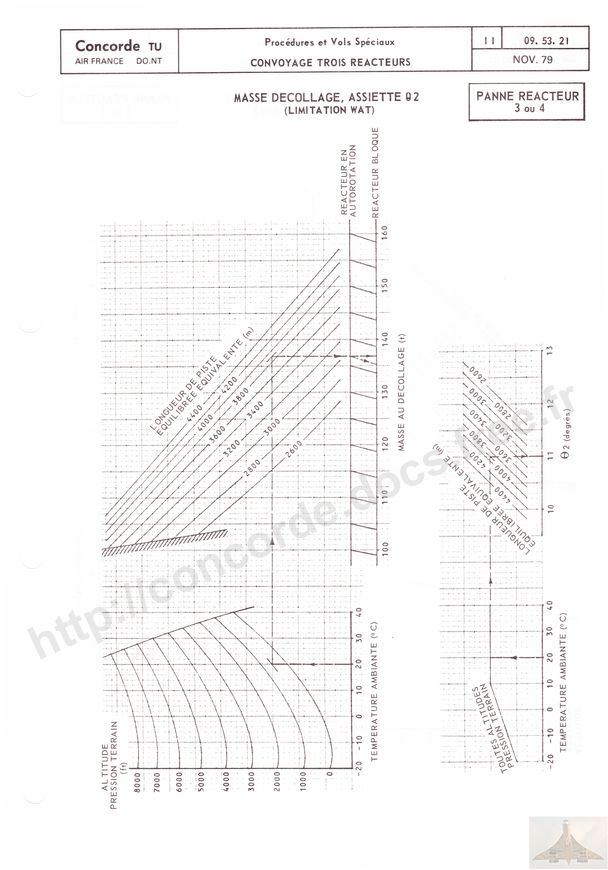 Concorde TU
AIR FRANCE DO.NT
Procédures et Vols Spéciaux
CONVOYAGE TROIS REACTEURS
11
09. 53. 21
NOV. 79
MASSE DECOLLAGE, ASSIETTE θ2
(LIMITATION WAT)
PANNE REACTEUR
3 ou 4
REACTEUR EN
AUTOROTATION
REACTEUR BLOQUE
LONGUEUR DE PISTE
EQUILIBREE EQUIVALENTE (m)
4400
4200
4000
3800
3600
3400
3200
3000
2800
2600
100
110
120
130
140
150
160
MASSE AU DECOLLAGE (t)
ALTITUDE
PRESSION TERRAIN
(ft)
8000
7000
6000
5000
4000
3000
2000
1000
0
-20
-10
0
10
20
30
40
TEMPERATURE AMBIANTE (°C)
LONGUEUR DE PISTE
EQUILIBREE EQUIVALENTE (m)
2600
2800
3000
3200
3400
3600
3800
4000
4200
4400
10
11
12
13
θ2 (degrés)
TOUTES ALTITUDES
PRESSION TERRAIN
-20
-10
0
10
20
30
40
TEMPERATURE AMBIANTE (°C)
http://concorde.docs.free.fr